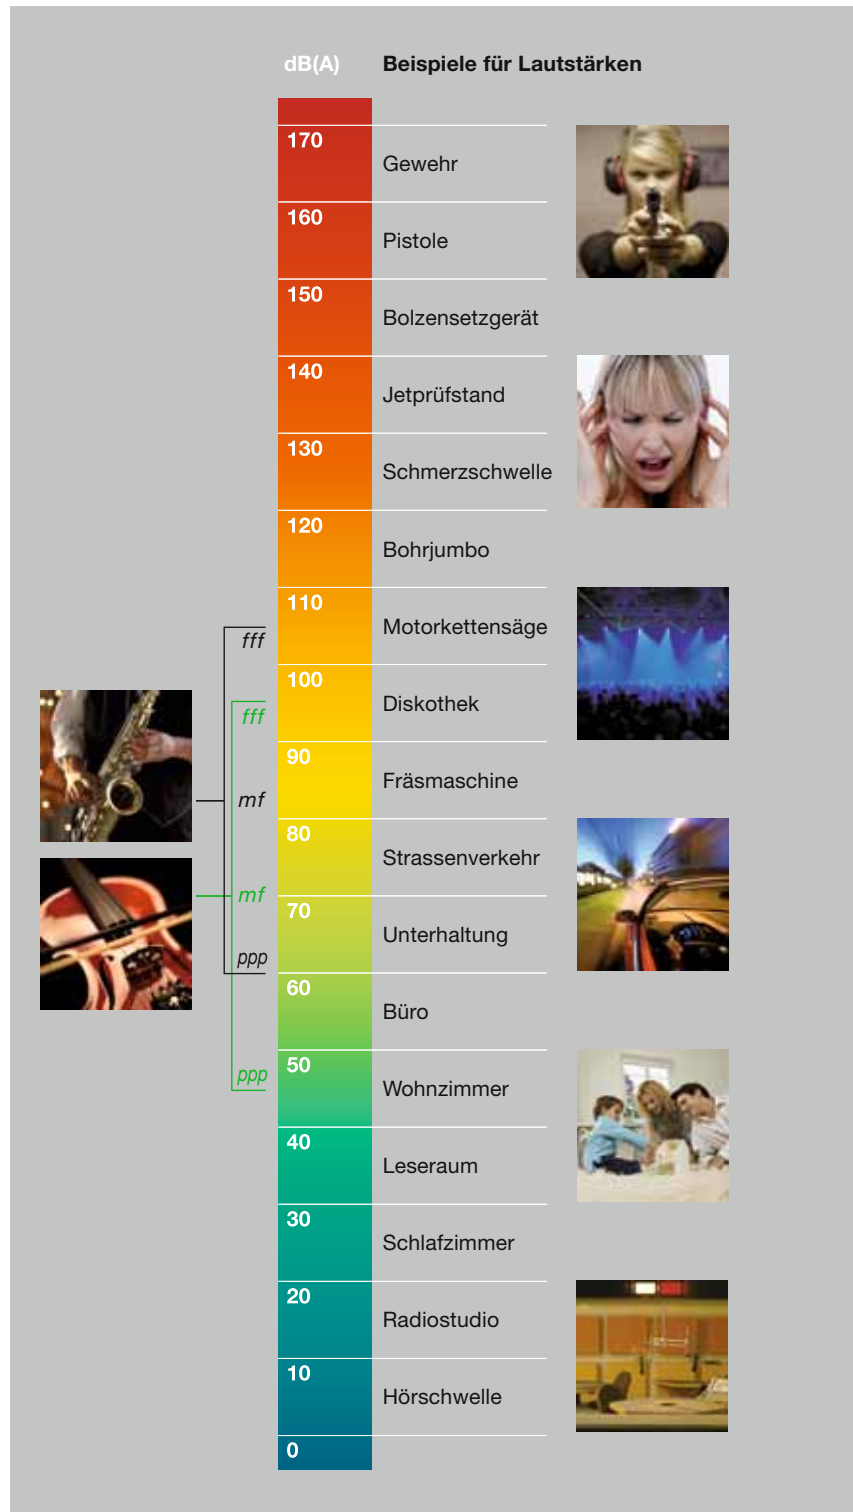 dB(A) Beispiele für Lautstärken
170
Gewehr
160
Pistole
150
Bolzensetzgerät
140
Jetprüfstand
130
Schmerzschwelle
120
Bohrjumbo
110
fff Motorkettensäge
100
fff Diskothek
90
mf Fräsmaschine
80
Strassenverkehr
mf
70
Unterhaltung
ppp
60
Büro
50
ppp Wohnzimmer
40
Leseraum
30
Schlafzimmer
20
Radiostudio
10
Hörschwelle
0